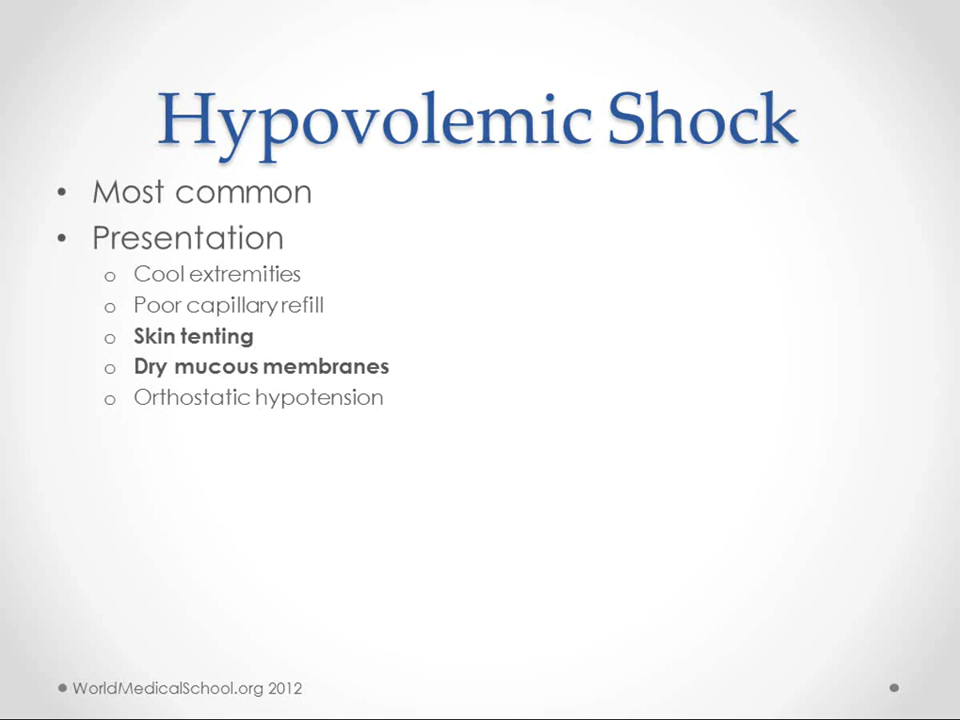 Hypovolemic Shock
• Most common
• Presentation
o Cool extremities
o Poor capillary refill
o Skin tenting
o Dry mucous membranes
o Orthostatic hypotension
• WorldMedicalSchool.org 2012